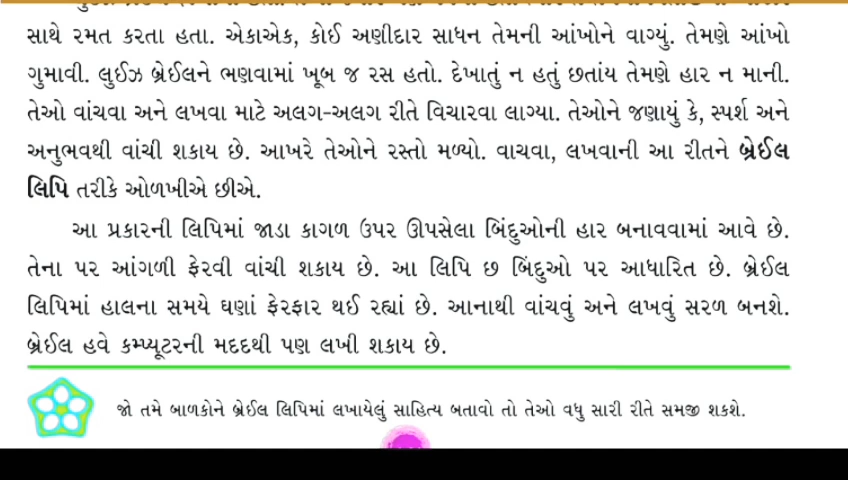 સાથે રમત કરતા હતા. એકાએક, કોઈ અણીદાર સાધન તેમની આંખોને વાગ્યું. તેમણે આંખો
ગુમાવી. લુઈઝ બ્રેઈલને ભણવામાં ખૂબ જ રસ હતો. દેખાતું ન હતું છતાંય તેમણે હાર ન માની.
તેઓ વાંચવા અને લખવા માટે અલગ-અલગ રીતે વિચારવા લાગ્યા. તેઓને જણાયું કે, સ્પર્શ અને
અનુભવથી વાંચી શકાય છે. આખરે તેઓને રસ્તો મળ્યો. વાચવા, લખવાની આ રીતને બ્રેઈલ
લિપિ તરીકે ઓળખીએ છીએ.
આ પ્રકારની લિપિમાં જાડા કાગળ ઉપર ઊપસેલા બિંદુઓની હાર બનાવવામાં આવે છે.
તેના પર આંગળી ફેરવી વાંચી શકાય છે. આ લિપિ છ બિંદુઓ પર આધારિત છે. બ્રેઈલ
લિપિમાં હાલના સમયે ઘણાં ફેરફાર થઈ રહ્યાં છે. આનાથી વાંચવું અને લખવું સરળ બનશે.
બ્રેઈલ હવે કમ્પ્યૂટરની મદદથી પણ લખી શકાય છે.
જો તમે બાળકોને બ્રેઈલ લિપિમાં લખાયેલું સાહિત્ય બતાવો તો તેઓ વધુ સારી રીતે સમજી શકશે.